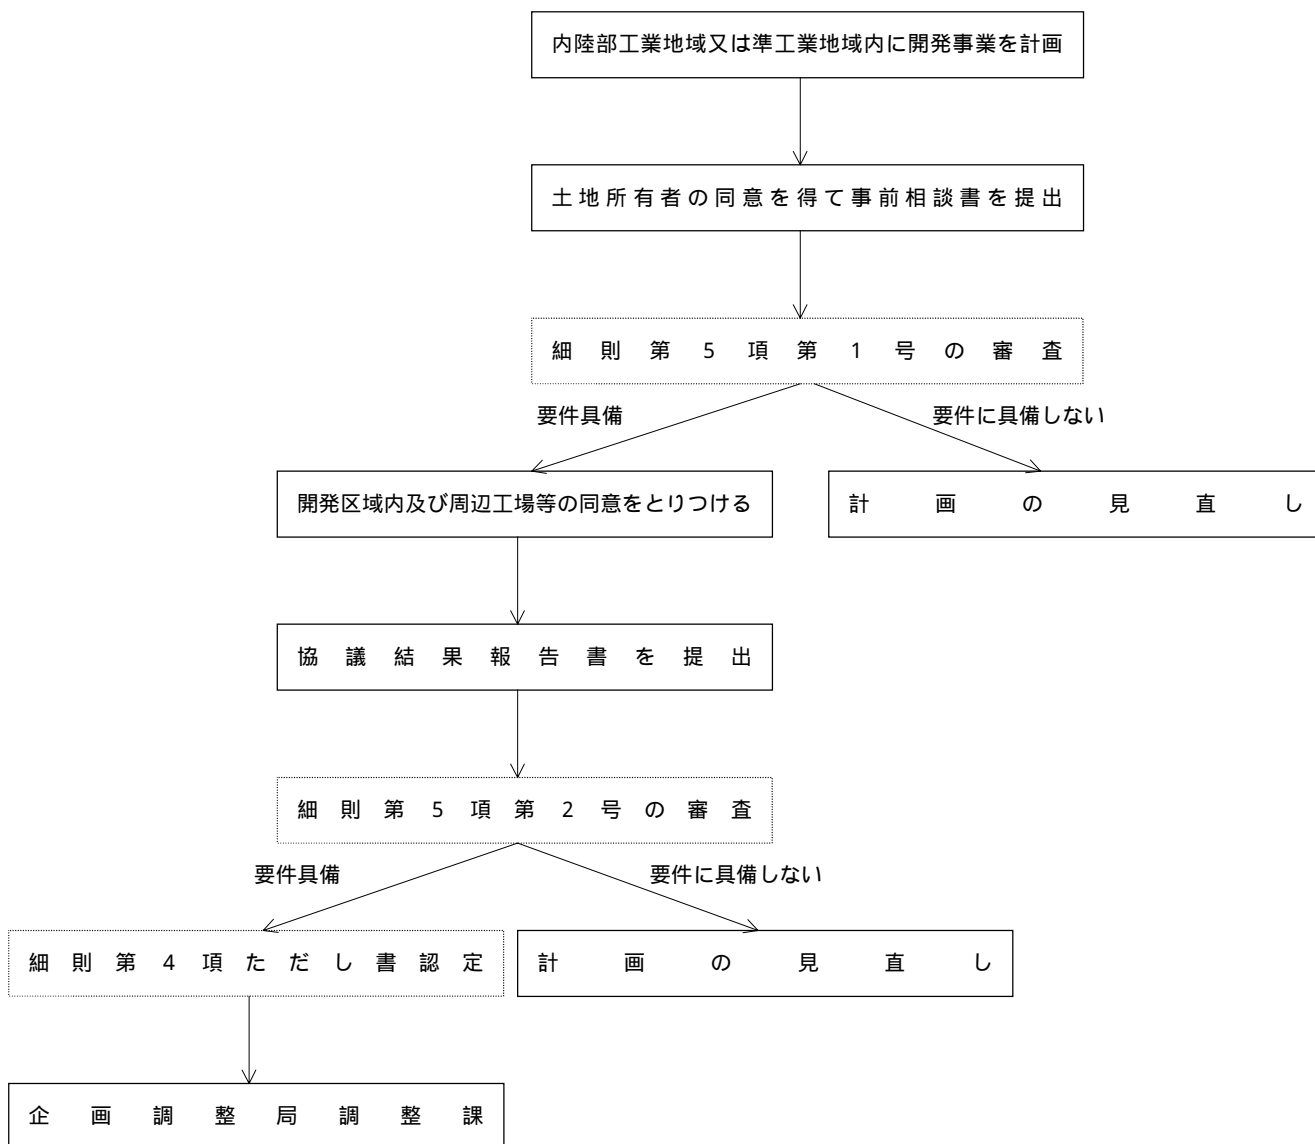 内陸部工業地域又は準工業地域内に開発事業を計画
土地所有者の同意を得て事前相談書を提出
細則第5項第1号の審査
要件具備
要件に具備しない
開発区域内及び周辺工場等の同意をとりつける
計画の見直し
協議結果報告書を提出
細則第5項第2号の審査
要件具備
要件に具備しない
細則第4項ただし書認定
計画の見直し
企画調整局調整課